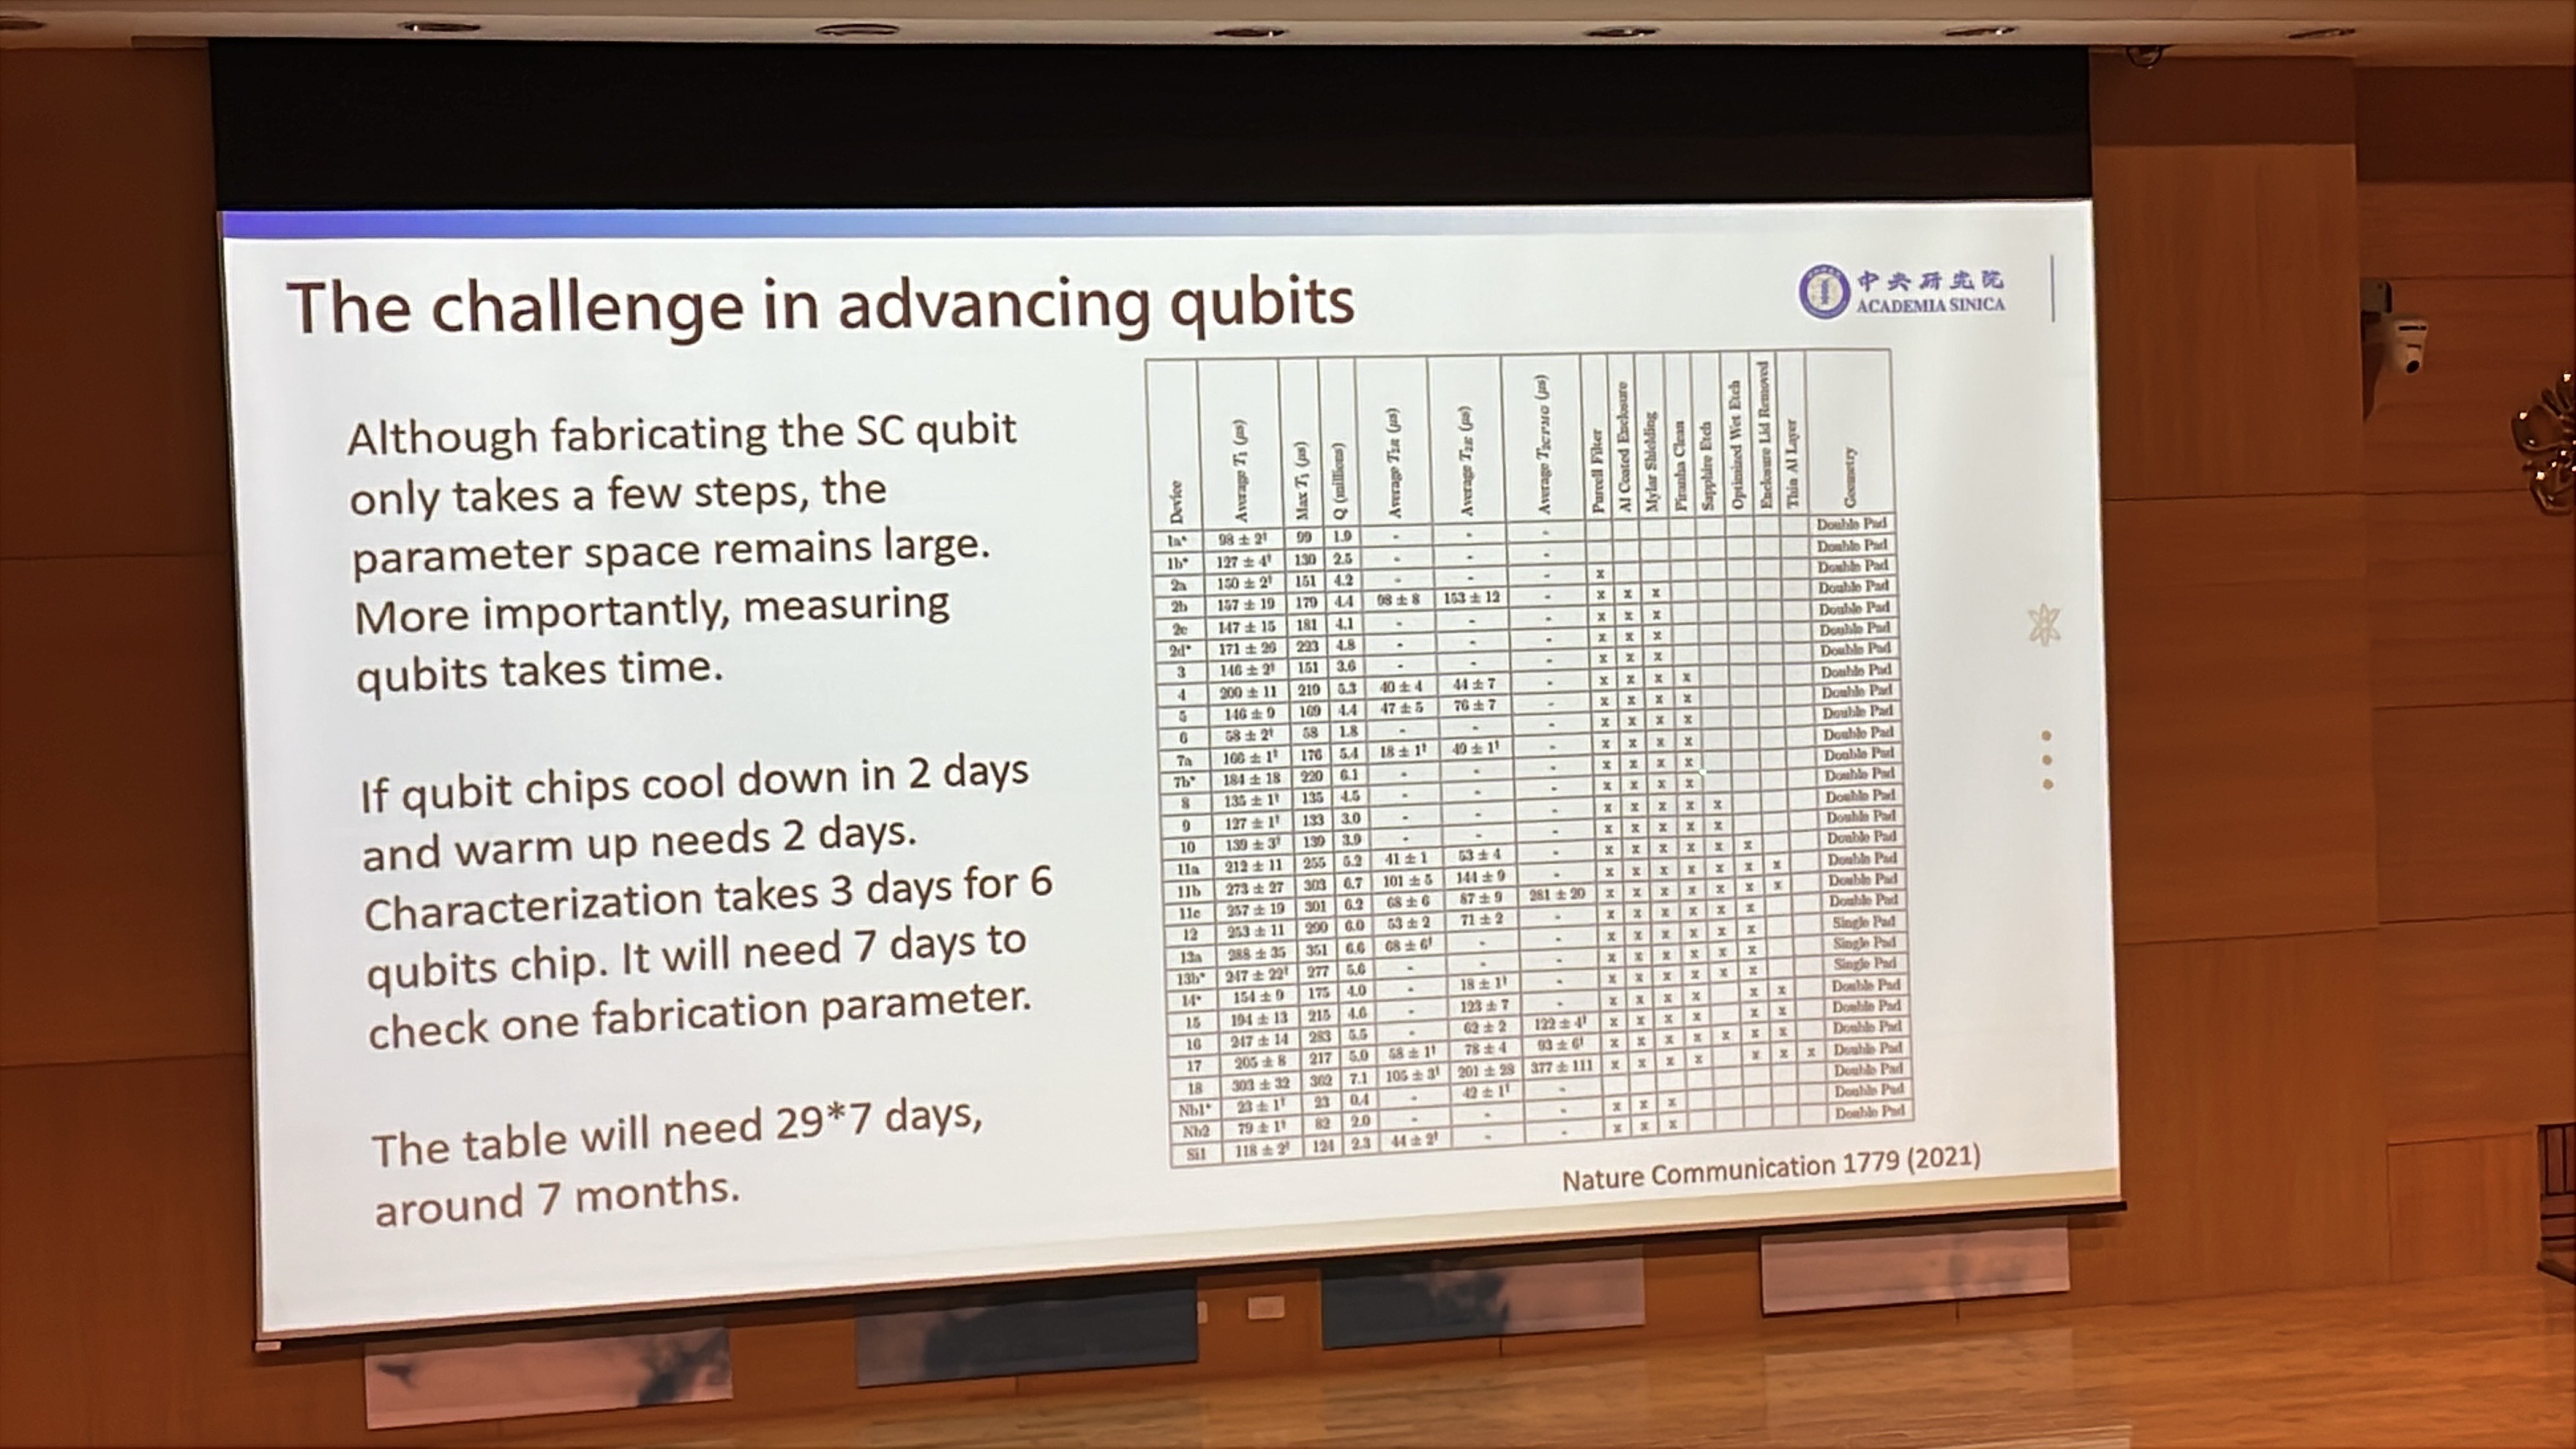 The challenge in advancing qubits
中央研究院
ACADEMIA SINICA
Although fabricating the SC qubit
only takes a few steps, the
parameter space remains large.
More importantly, measuring
qubits takes time.
If qubit chips cool down in 2 days
and warm up needs 2 days.
Characterization takes 3 days for 6
qubits chip. It will need 7 days to
check one fabrication parameter.
The table will need 29*7 days,
around 7 months.
Device Average T₁ (μs) Max T₁ (μs) Q (millions) Average T₂R (μs) Average T₂E (μs) Average T₂CPMG (μs) Purcell Filter Al Coated Enclosure Mylar Shielding Piranha Clean Sapphire Etch Optimized Wet Etch Enclosure Lid Removed Thin Al Layer Geometry
1a* 98 ± 2† 99 1.9 - - - Double Pad
1b* 127 ± 4† 130 2.5 - - - Double Pad
2a 150 ± 2† 151 4.2 - - - x Double Pad
2b 157 ± 19 179 4.4 98 ± 8 153 ± 12 - x x x Double Pad
2c 147 ± 15 181 4.1 - - - x x x Double Pad
2d* 171 ± 20 223 4.8 - - - x x x Double Pad
3 146 ± 2† 151 3.6 - - - x x x Double Pad
4 200 ± 11 219 5.3 40 ± 4 44 ± 7 - x x x x Double Pad
5 146 ± 9 169 4.4 47 ± 5 76 ± 7 - x x x x Double Pad
6 58 ± 2† 58 1.8 - - - x x x x Double Pad
7a 166 ± 1† 176 5.4 18 ± 1† 49 ± 1† - x x x x Double Pad
7b* 184 ± 18 220 6.1 - - - x x x x Double Pad
8 135 ± 1† 135 4.5 - - - x x x x Double Pad
9 127 ± 1† 133 3.0 - - - x x x x x Double Pad
10 139 ± 3† 139 3.9 - - - x x x x x Double Pad
11a 212 ± 11 255 5.2 41 ± 1 53 ± 4 - x x x x x x Double Pad
11b 273 ± 27 303 6.7 101 ± 5 144 ± 9 - x x x x x x x Double Pad
11c 257 ± 19 301 6.2 68 ± 6 87 ± 9 281 ± 20 x x x x x x x Double Pad
12 253 ± 11 290 6.0 53 ± 2 71 ± 2 - x x x x x x Double Pad
13a 288 ± 35 351 6.6 68 ± 6† - - x x x x x x Single Pad
13b* 247 ± 22† 277 5.6 - - - x x x x x x Single Pad
14* 154 ± 9 175 4.0 - 18 ± 1† - x x x x x x Single Pad
15 194 ± 13 215 4.6 - 123 ± 7 - x x x x x x Double Pad
16 247 ± 14 283 5.5 - 62 ± 2 122 ± 4† x x x x x x Double Pad
17 205 ± 8 217 5.0 58 ± 1† 78 ± 4 93 ± 6† x x x x x x x Double Pad
18 303 ± 32 362 7.1 105 ± 3† 201 ± 28 377 ± 111 x x x x x x x Double Pad
Nb1* 23 ± 1† 23 0.4 - 42 ± 1† - Double Pad
Nb2 79 ± 1† 82 2.0 - - - x x x Double Pad
Si1 118 ± 2† 124 2.3 44 ± 2† - - x x x Double Pad
Nature Communication 1779 (2021)